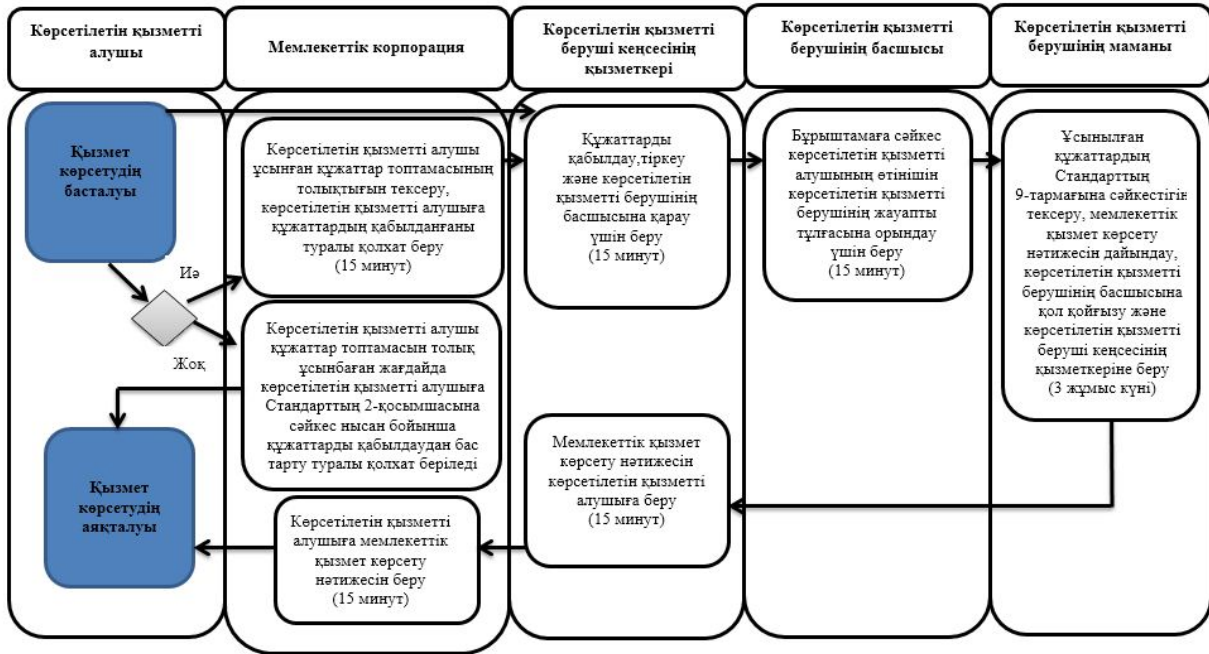 Көрсетілетін қызметті
алушы
Мемлекеттік корпорация
Көрсетілетін қызметті
беруші кеңсесінің
қызметкері
Көрсетілетін қызметті
берушінің басшысы
Көрсетілетін қызметті
берушінің маманы
Қызмет
көрсетудің
басталуы
Иә
Жоқ
Қызмет
көрсетудің
аяқталуы
Көрсетілетін қызметті алушы
ұсынған құжаттар топтамасының
толықтығын тексеру,
көрсетілетін қызметті алушыға
құжаттардың қабылданғаны
туралы қолхат беру
(15 минут)
Көрсетілетін қызметті алушы
құжаттар топтамасын толық
ұсынбаған жағдайда
көрсетілетін қызметті алушыға
Стандарттың 2-қосымшасына
сәйкес нысан бойынша
құжаттарды қабылдаудан бас
тарту туралы қолхат беріледі
Көрсетілетін қызметті
алушыға мемлекеттік
қызмет көрсету
нәтижесін беру
(15 минут)
Құжаттарды
қабылдау,тіркеу
және көрсетілетін
қызметті берушінің
басшысына қарау
үшін беру
(15 минут)
Мемлекеттік қызмет
көрсету нәтижесін
көрсетілетін қызметті
алушыға беру
(15 минут)
Бұрыштамаға сәйкес
көрсетілетін қызметті
алушының өтінішін
көрсетілетін қызметті
берушінің жауапты
тұлғасына орындау
үшін беру
(15 минут)
Ұсынылған
құжаттардың
Стандарттың
9-тармағына сәйкестігін
тексеру, мемлекеттік
қызмет көрсету
нәтижесін дайындау,
көрсетілетін қызметті
берушінің басшысына
қол қойғызу және
көрсетілетін қызметті
беруші кеңсесінің
қызметкеріне беру
(3 жұмыс күні)